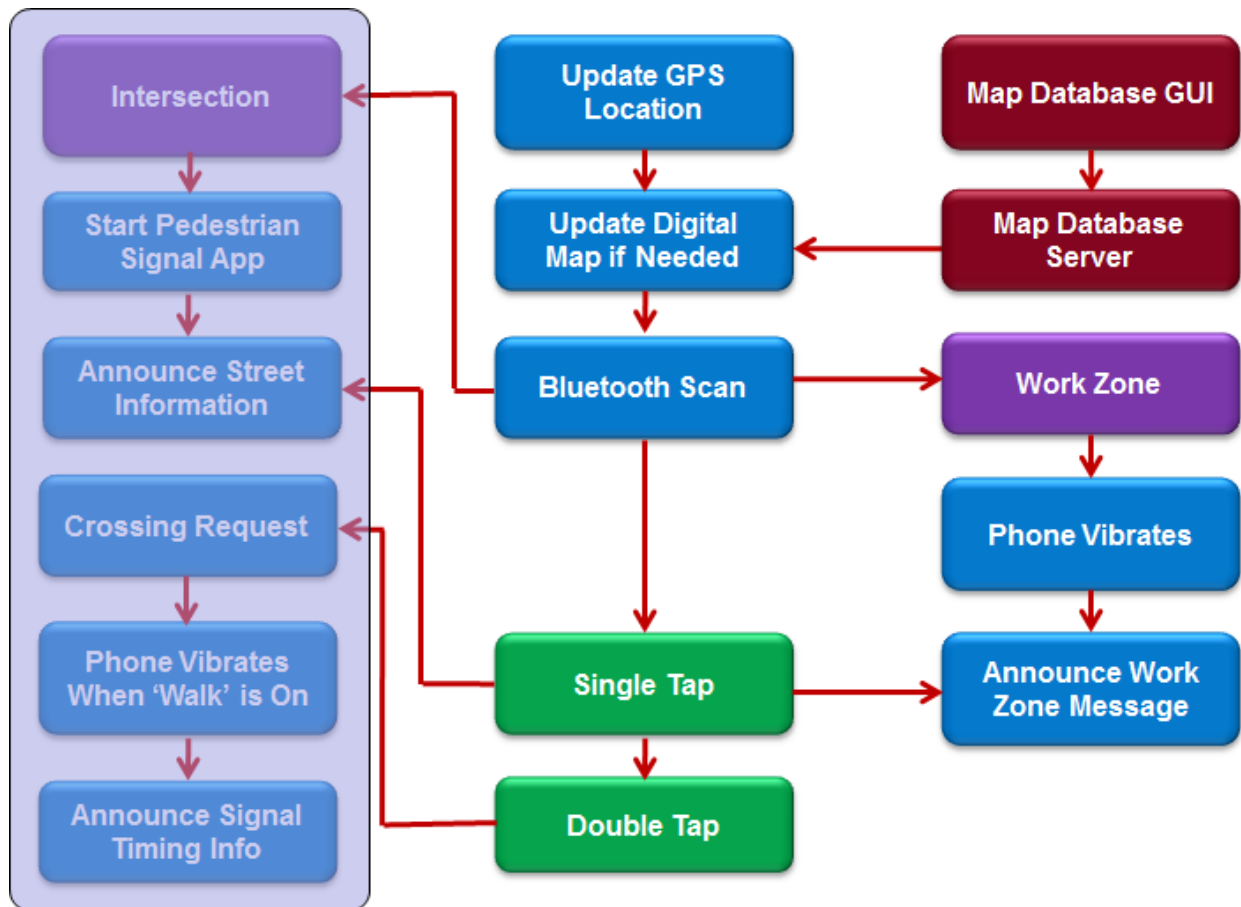 Intersection
Start Pedestrian
Signal App
Announce Street
Information
Crossing Request
Phone Vibrates
When ‘Walk’ is On
Announce Signal
Timing Info
Update GPS
Location
Update Digital
Map if Needed
Bluetooth Scan
Single Tap
Double Tap
Map Database GUI
Map Database
Server
Work Zone
Phone Vibrates
Announce Work
Zone Message